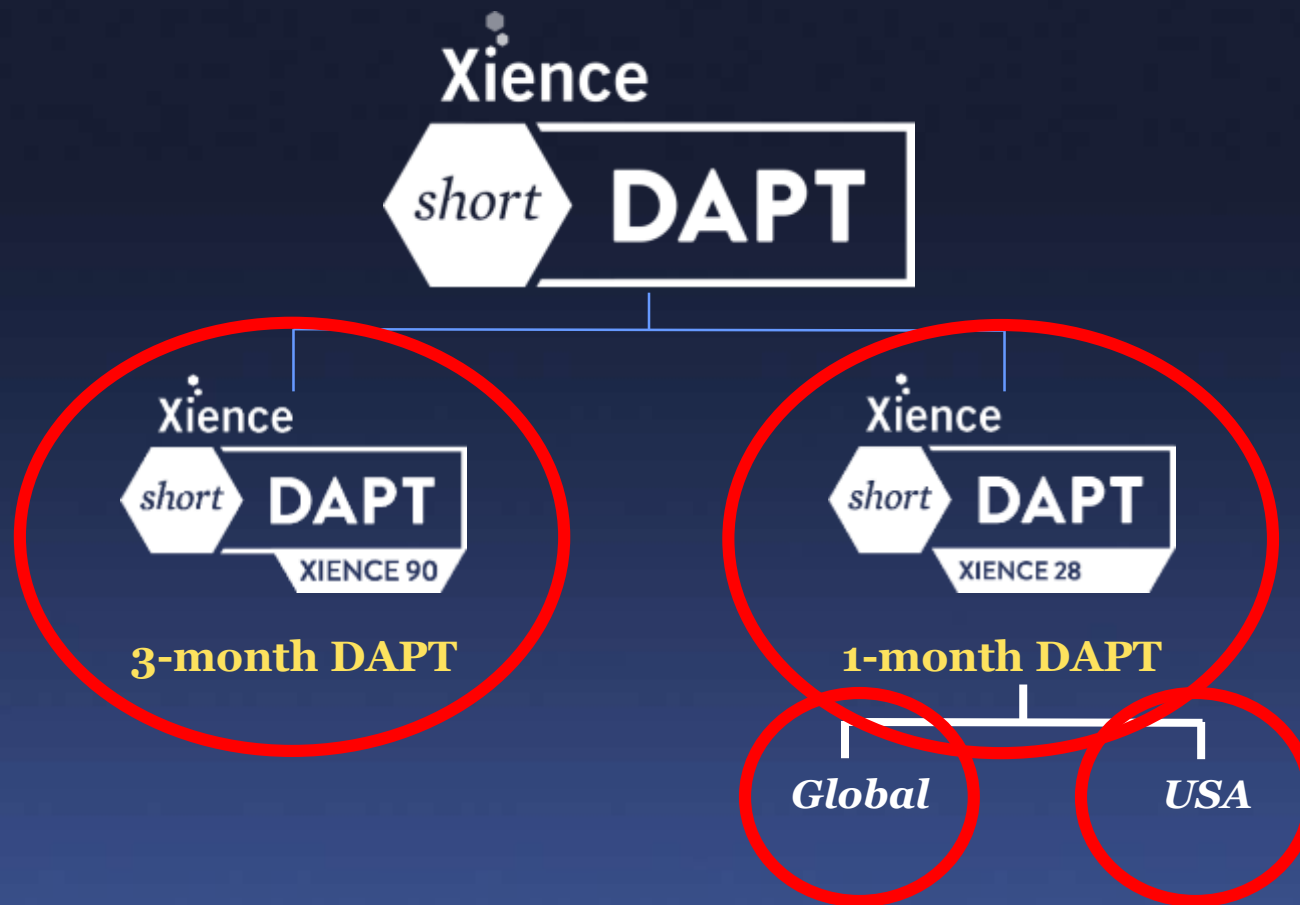 Xience
short DAPT
Xience
short DAPT
XIENCE 90
3-month DAPT
Xience
short DAPT
XIENCE 28
1-month DAPT
Global
USA